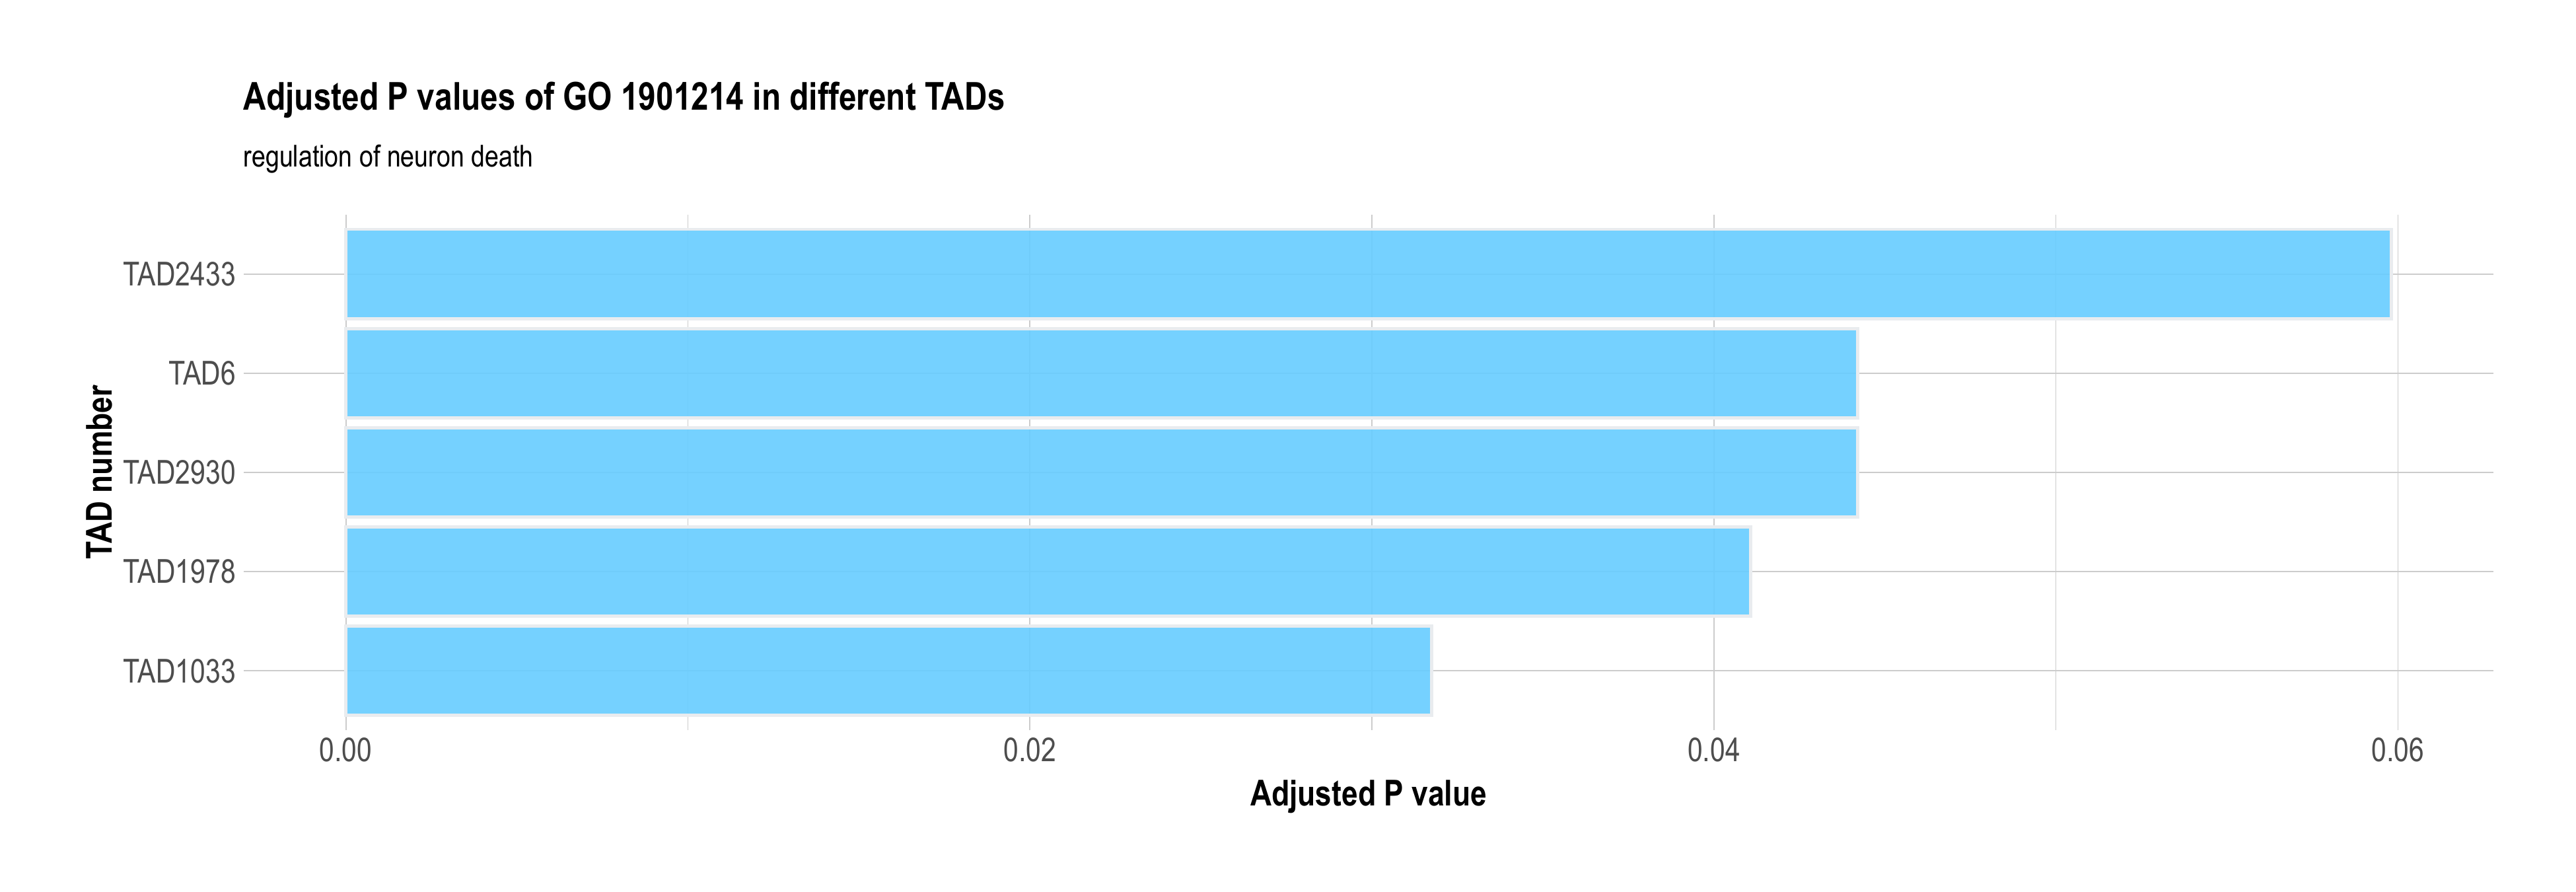 Adjusted P values of GO 1901214 in different TADs
regulation of neuron death
TAD number
TAD2433
TAD6
TAD2930
TAD1978
TAD1033
0.00 0.02 0.04 0.06
Adjusted P value